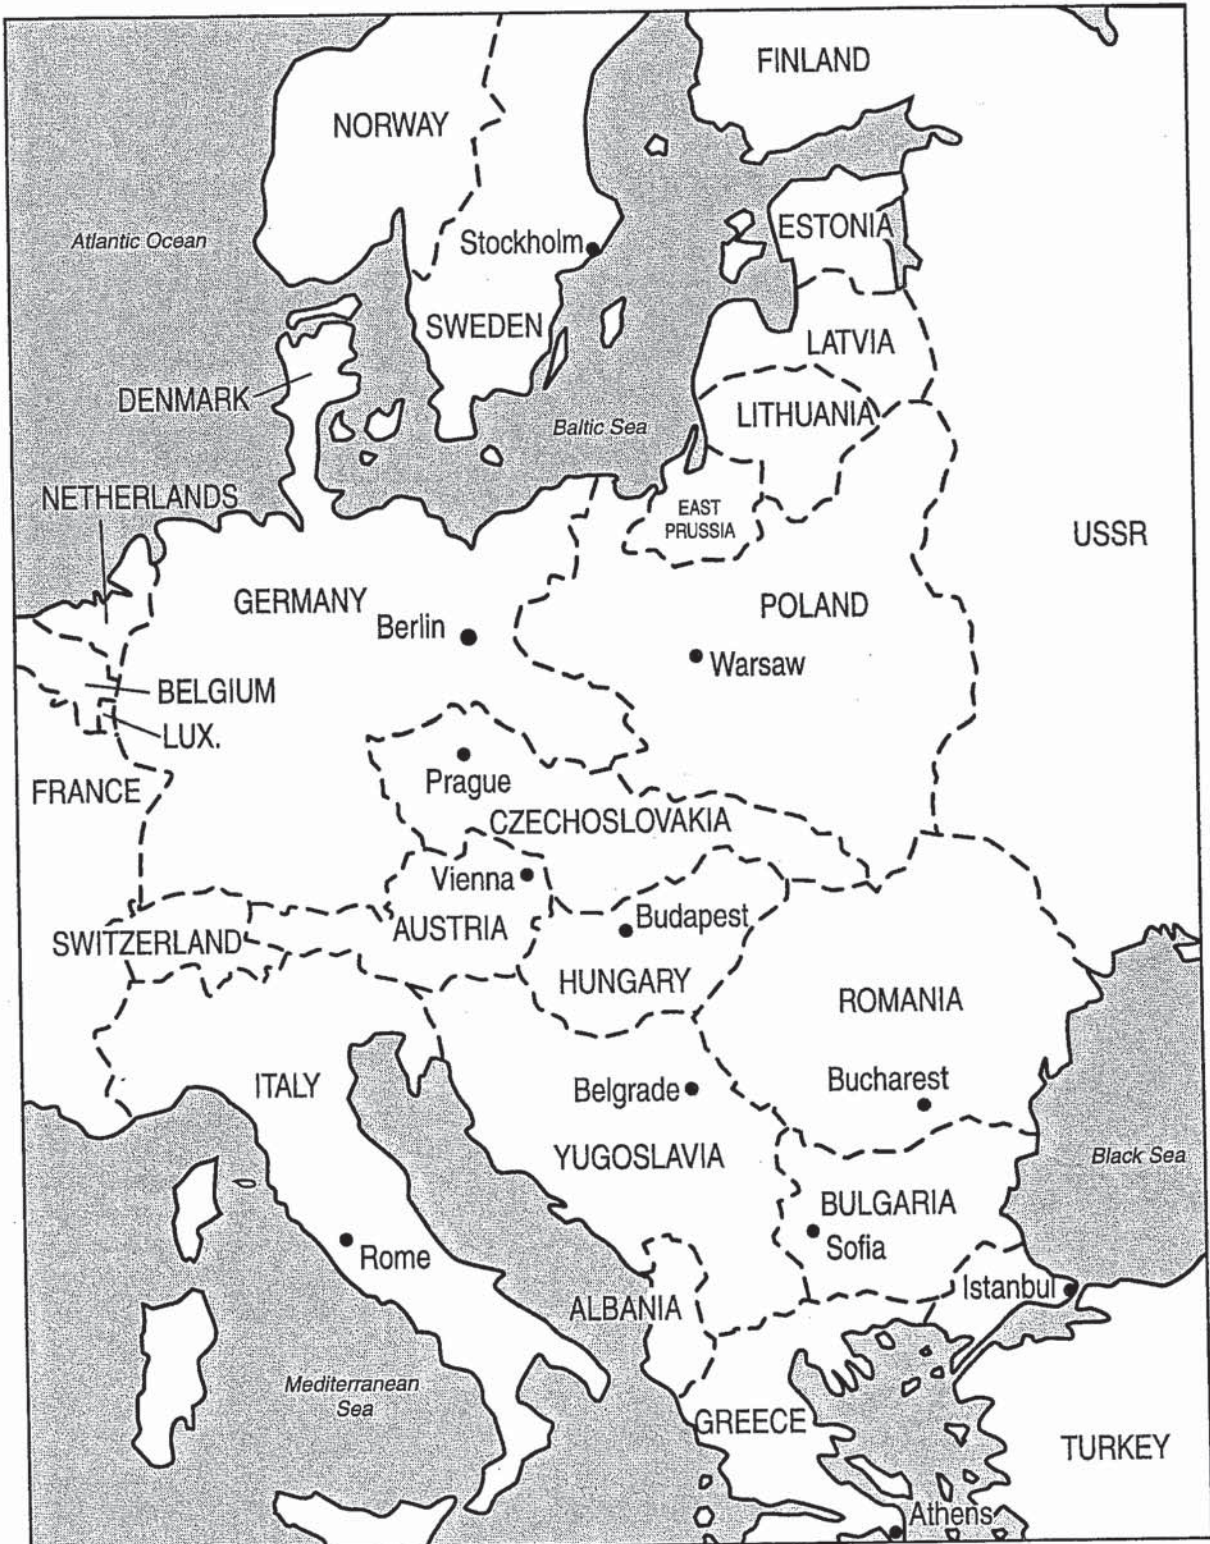 FINLAND
NORWAY
Atlantic Ocean
Stockholm
ESTONIA
SWEDEN
LATVIA
DENMARK
LITHUANIA
Baltic Sea
NETHERLANDS
EAST
PRUSSIA
USSR
GERMANY
POLAND
Berlin
Warsaw
BELGIUM
LUX.
FRANCE
Prague
CZECHOSLOVAKIA
Vienna
Budapest
AUSTRIA
SWITZERLAND
HUNGARY
ROMANIA
ITALY
Belgrade
Bucharest
YUGOSLAVIA
Black Sea
BULGARIA
Sofia
Rome
Istanbul
ALBANIA
Mediterranean
Sea
GREECE
TURKEY
Athens